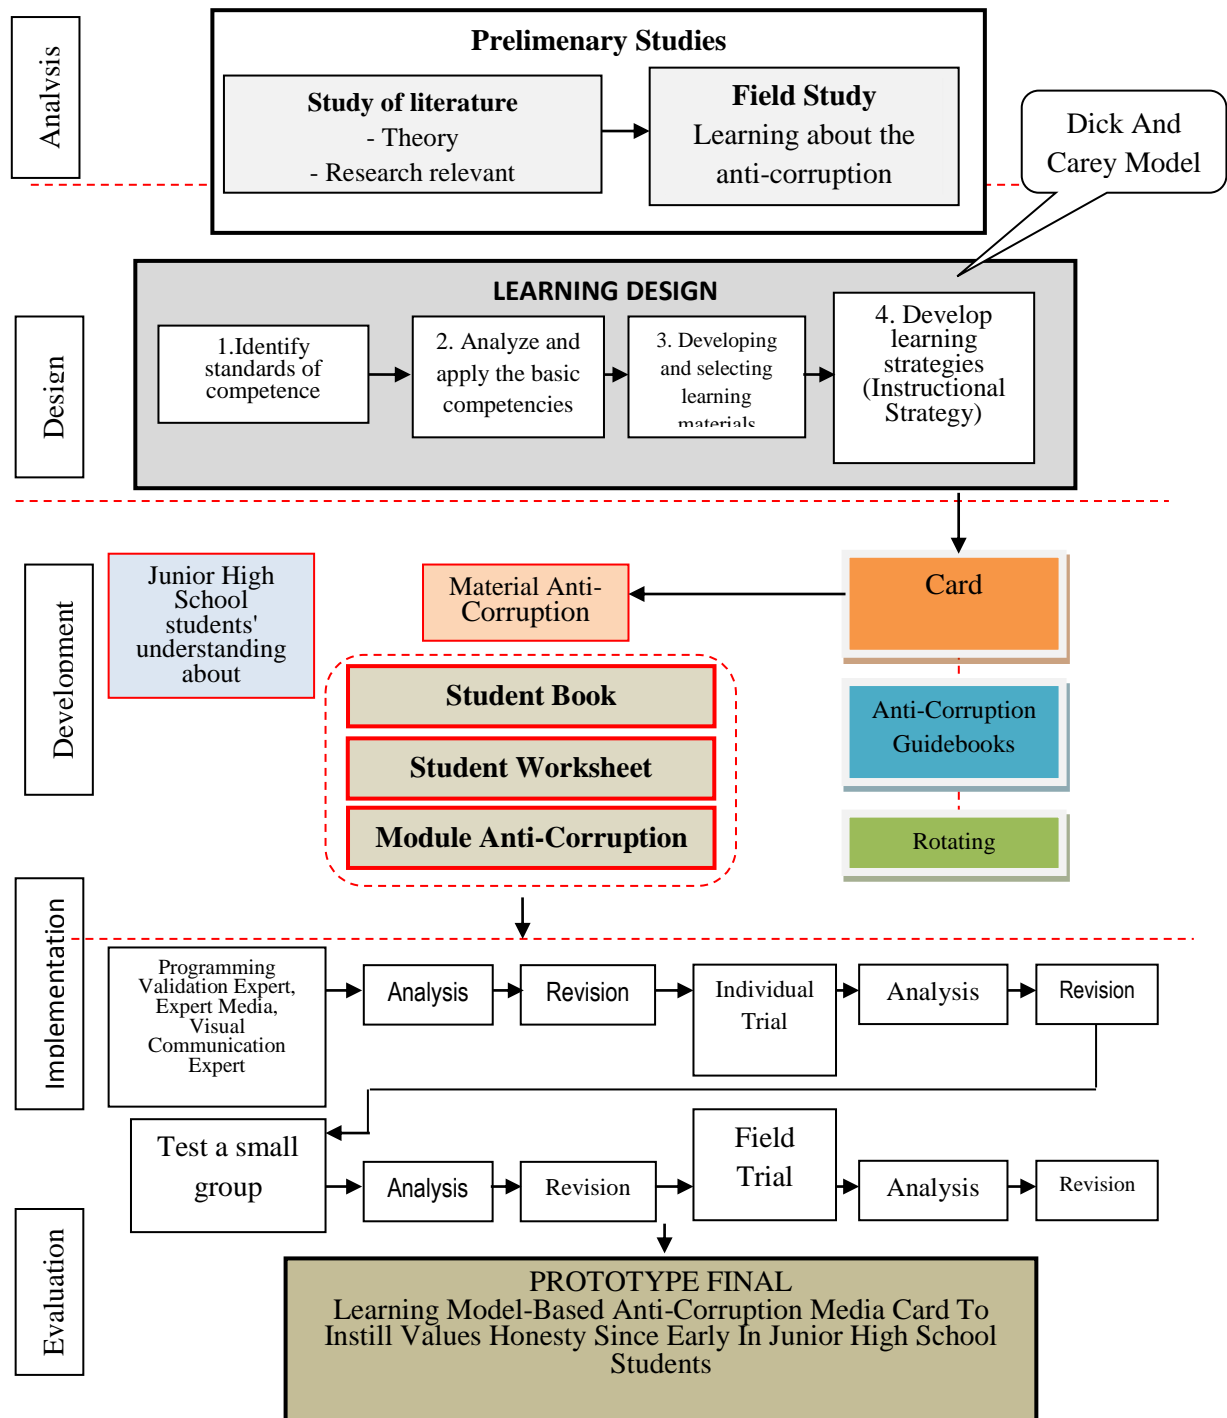 Analysis
Prelimenary Studies
Study of literature
- Theory
- Research relevant
Field Study
Learning about the
anti-corruption
Dick And
Carey Model
Design
LEARNING DESIGN
1.Identify
standards of
competence
2. Analyze and
apply the basic
competencies
3. Developing
and selecting
learning
materials
4. Develop
learning
strategies
(Instructional
Strategy)
Development
Junior High
School
students'
understanding
about
Material Anti-
Corruption
Card
Student Book
Student Worksheet
Module Anti-Corruption
Anti-Corruption
Guidebooks
Rotating
Implementation
Programming
Validation Expert,
Expert Media,
Visual
Communication
Expert
Analysis
Revision
Individual
Trial
Analysis
Revision
Test a small
group
Analysis
Revision
Field
Trial
Analysis
Revision
Evaluation
PROTOTYPE FINAL
Learning Model-Based Anti-Corruption Media Card To
Instill Values Honesty Since Early In Junior High School
Students